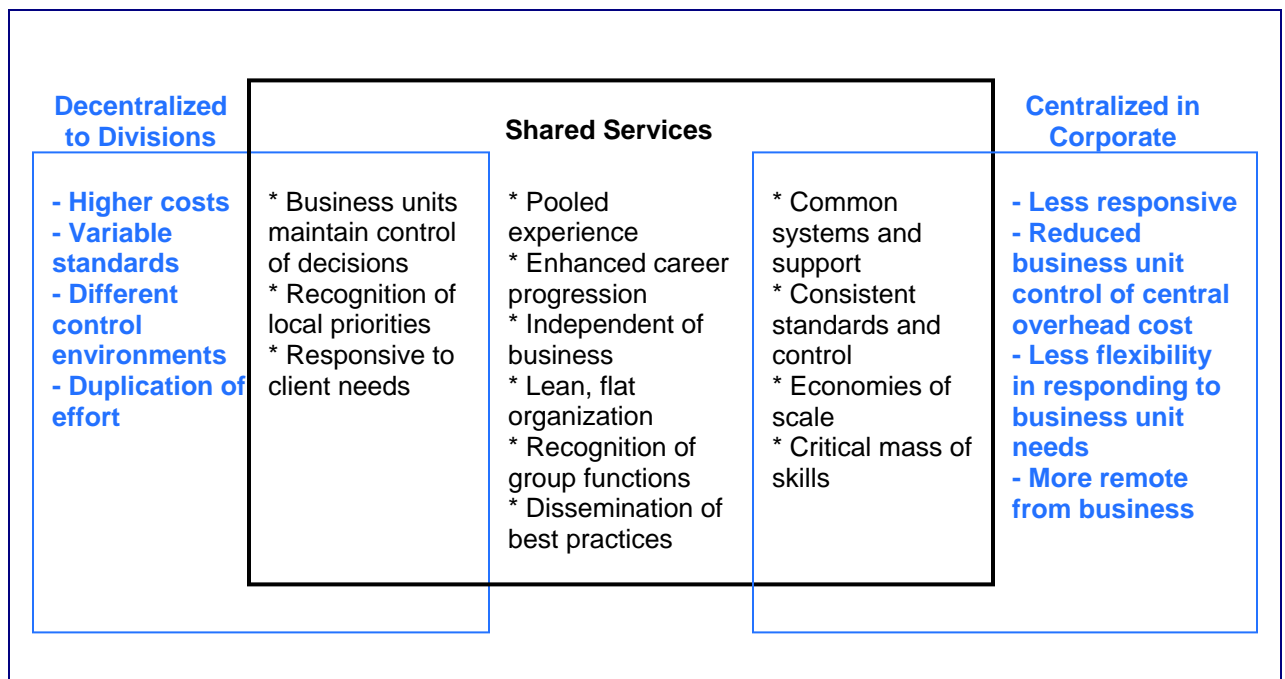 Decentralized
to Divisions
Shared Services
Centralized in
Corporate
- Higher costs
- Variable
standards
- Different
control
environments
- Duplication of
effort
* Business units
maintain control
of decisions
* Recognition of
local priorities
* Responsive to
client needs
* Pooled
experience
* Enhanced career
progression
* Independent of
business
* Lean, flat
organization
* Recognition of
group functions
* Dissemination of
best practices
* Common
systems and
support
* Consistent
standards and
control
* Economies of
scale
* Critical mass of
skills
- Less responsive
- Reduced
business unit
control of central
overhead cost
- Less flexibility
in responding to
business unit
needs
- More remote
from business